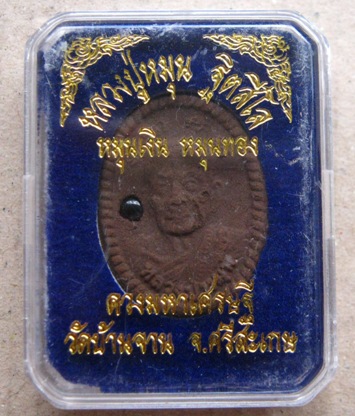 หลวงปู่หมุน ฐิตสีโล
หมุนเงิน หมุนทอง
ดวงมหาเศรษฐี
วัดบ้านจาน จ.ศรีสะเกษ